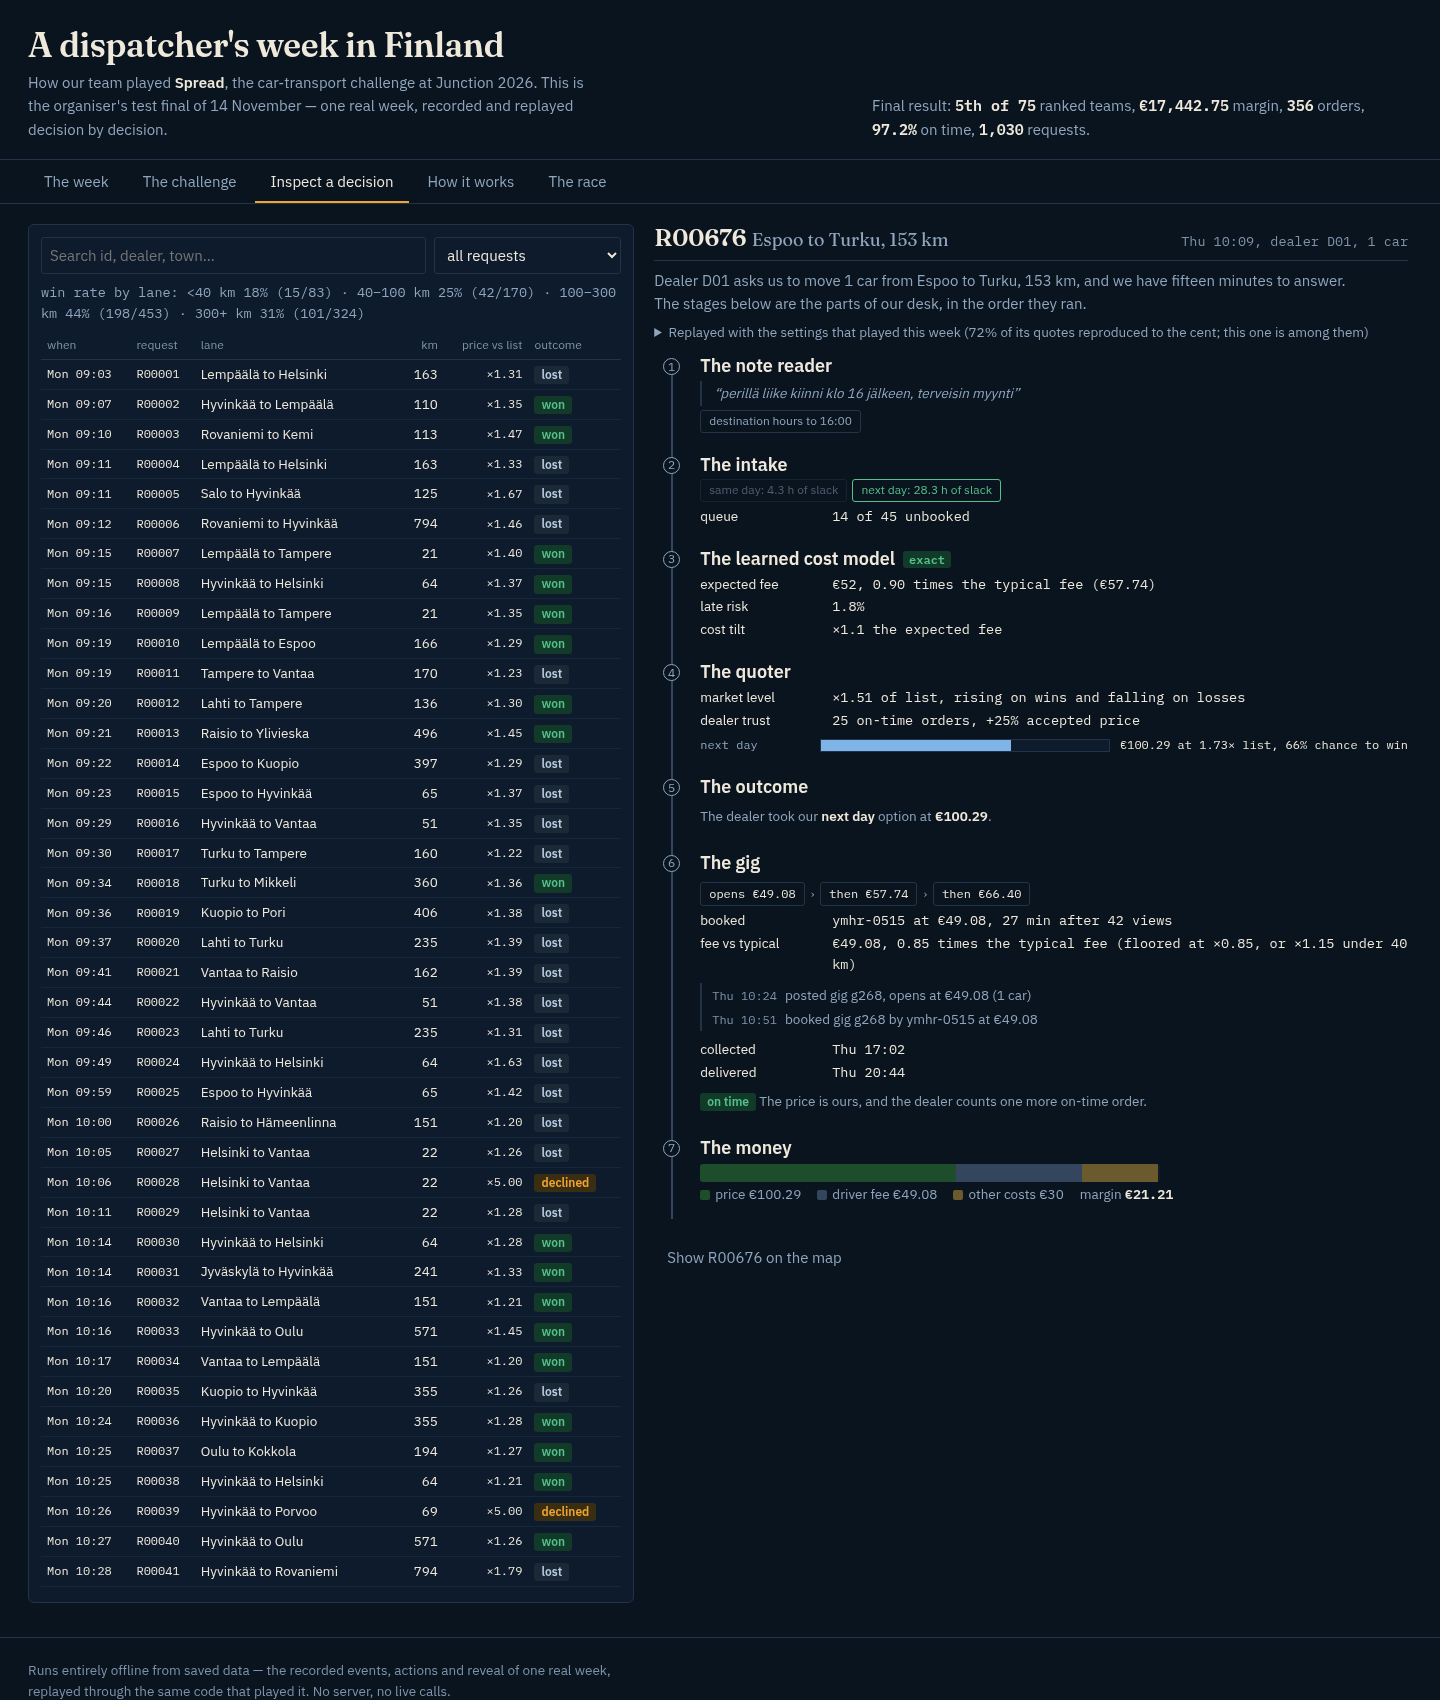 A dispatcher's week in Finland
How our team played Spread, the car-transport challenge at Junction 2026. This is
the organiser's test final of 14 November — one real week, recorded and replayed
decision by decision.
Final result: 5th of 75 ranked teams, €17,442.75 margin, 356 orders,
97.2% on time, 1,030 requests.
The week The challenge Inspect a decision How it works The race
Search id, dealer, town... all requests
win rate by lane: <40 km 18% (15/83) · 40–100 km 25% (42/170) · 100–300
km 44% (198/453) · 300+ km 31% (101/324)
when request lane km price vs list outcome
Mon 09:03 R00001 Lempäälä to Helsinki 163 ×1.31 lost
Mon 09:07 R00002 Hyvinkää to Lempäälä 110 ×1.35 won
Mon 09:10 R00003 Rovaniemi to Kemi 113 ×1.47 won
Mon 09:11 R00004 Lempäälä to Helsinki 163 ×1.33 lost
Mon 09:11 R00005 Salo to Hyvinkää 125 ×1.67 lost
Mon 09:12 R00006 Rovaniemi to Hyvinkää 794 ×1.46 lost
Mon 09:15 R00007 Lempäälä to Tampere 21 ×1.40 won
Mon 09:15 R00008 Hyvinkää to Helsinki 64 ×1.37 won
Mon 09:16 R00009 Lempäälä to Tampere 21 ×1.35 won
Mon 09:19 R00010 Lempäälä to Espoo 166 ×1.29 won
Mon 09:19 R00011 Tampere to Vantaa 170 ×1.23 lost
Mon 09:20 R00012 Lahti to Tampere 136 ×1.30 won
Mon 09:21 R00013 Raisio to Ylivieska 496 ×1.45 won
Mon 09:22 R00014 Espoo to Kuopio 397 ×1.29 lost
Mon 09:23 R00015 Espoo to Hyvinkää 65 ×1.37 lost
Mon 09:29 R00016 Hyvinkää to Vantaa 51 ×1.35 lost
Mon 09:30 R00017 Turku to Tampere 160 ×1.22 lost
Mon 09:34 R00018 Turku to Mikkeli 360 ×1.36 won
Mon 09:36 R00019 Kuopio to Pori 406 ×1.38 lost
Mon 09:37 R00020 Lahti to Turku 235 ×1.39 lost
Mon 09:41 R00021 Vantaa to Raisio 162 ×1.39 lost
Mon 09:44 R00022 Hyvinkää to Vantaa 51 ×1.38 lost
Mon 09:46 R00023 Lahti to Turku 235 ×1.31 lost
Mon 09:49 R00024 Hyvinkää to Helsinki 64 ×1.63 lost
Mon 09:59 R00025 Espoo to Hyvinkää 65 ×1.42 lost
Mon 10:00 R00026 Raisio to Hämeenlinna 151 ×1.20 lost
Mon 10:05 R00027 Helsinki to Vantaa 22 ×1.26 lost
Mon 10:06 R00028 Helsinki to Vantaa 22 ×5.00 declined
Mon 10:11 R00029 Helsinki to Vantaa 22 ×1.28 lost
Mon 10:14 R00030 Hyvinkää to Helsinki 64 ×1.28 won
Mon 10:14 R00031 Jyväskylä to Hyvinkää 241 ×1.33 won
Mon 10:16 R00032 Vantaa to Lempäälä 151 ×1.21 won
Mon 10:16 R00033 Hyvinkää to Oulu 571 ×1.45 won
Mon 10:17 R00034 Vantaa to Lempäälä 151 ×1.20 won
Mon 10:20 R00035 Kuopio to Hyvinkää 355 ×1.26 lost
Mon 10:24 R00036 Hyvinkää to Kuopio 355 ×1.28 won
Mon 10:25 R00037 Oulu to Kokkola 194 ×1.27 won
Mon 10:25 R00038 Hyvinkää to Helsinki 64 ×1.21 won
Mon 10:26 R00039 Hyvinkää to Porvoo 69 ×5.00 declined
Mon 10:27 R00040 Hyvinkää to Oulu 571 ×1.26 won
Mon 10:28 R00041 Hyvinkää to Rovaniemi 794 ×1.79 lost
R00676 Espoo to Turku, 153 km Thu 10:09, dealer D01, 1 car
Dealer D01 asks us to move 1 car from Espoo to Turku, 153 km, and we have fifteen minutes to answer.
The stages below are the parts of our desk, in the order they ran.
▶ Replayed with the settings that played this week (72% of its quotes reproduced to the cent; this one is among them)
1 The note reader
“perillä liike kiinni klo 16 jälkeen, terveisin myynti”
destination hours to 16:00
2 The intake
same day: 4.3 h of slack next day: 28.3 h of slack
queue 14 of 45 unbooked
3 The learned cost model exact
expected fee €52, 0.90 times the typical fee (€57.74)
late risk 1.8%
cost tilt ×1.1 the expected fee
4 The quoter
market level ×1.51 of list, rising on wins and falling on losses
dealer trust 25 on-time orders, +25% accepted price
next day €100.29 at 1.73× list, 66% chance to win
5 The outcome
The dealer took our next day option at €100.29.
6 The gig
opens €49.08 › then €57.74 › then €66.40
booked ymhr-0515 at €49.08, 27 min after 42 views
fee vs typical €49.08, 0.85 times the typical fee (floored at ×0.85, or ×1.15 under 40
km)
Thu 10:24 posted gig g268, opens at €49.08 (1 car)
Thu 10:51 booked gig g268 by ymhr-0515 at €49.08
collected Thu 17:02
delivered Thu 20:44
on time The price is ours, and the dealer counts one more on-time order.
7 The money
price €100.29 driver fee €49.08 other costs €30 margin €21.21
Show R00676 on the map
Runs entirely offline from saved data — the recorded events, actions and reveal of one real week,
replayed through the same code that played it. No server, no live calls.